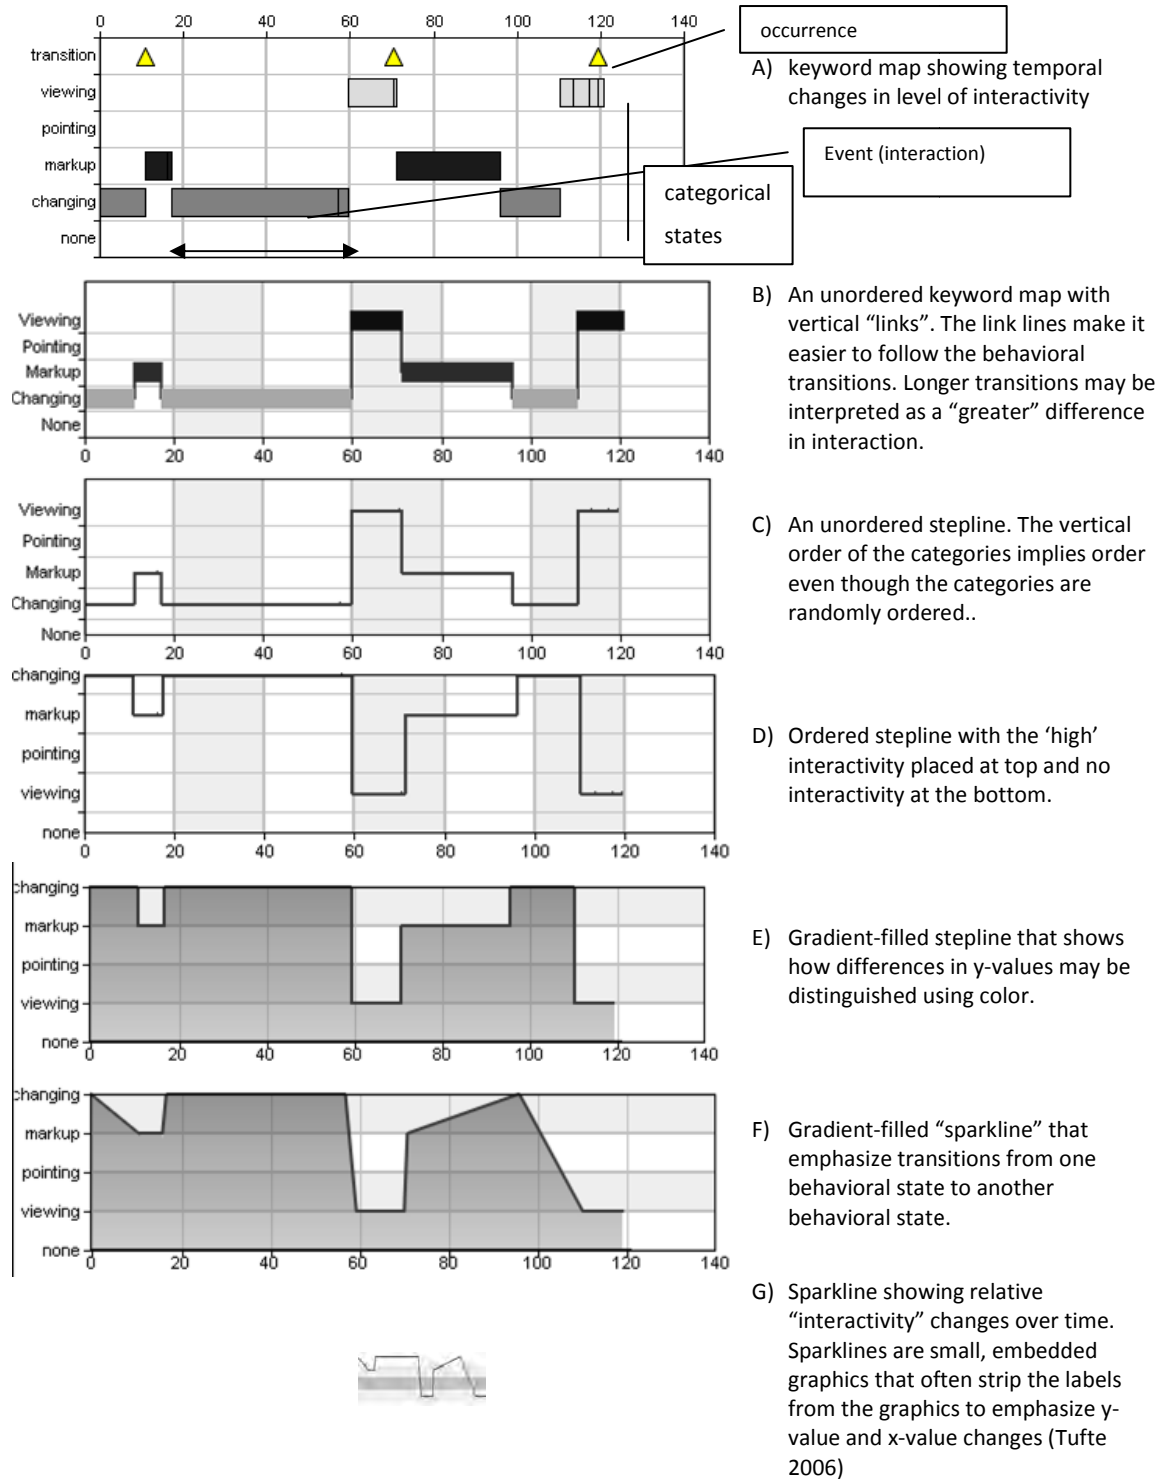 0 20 40 60 80 100 120 140
occurrence
transition
viewing
pointing
markup
changing
none
A) keyword map showing temporal
changes in level of interactivity
Event (interaction)
categorical
states
Viewing
Pointing
Markup
Changing
None
0 20 40 60 80 100 120 140
B) An unordered keyword map with
vertical “links”. The link lines make it
easier to follow the behavioral
transitions. Longer transitions may be
interpreted as a “greater” difference
in interaction.
Viewing
Pointing
Markup
Changing
None
0 20 40 60 80 100 120 140
C) An unordered stepline. The vertical
order of the categories implies order
even though the categories are
randomly ordered..
changing
markup
pointing
viewing
none
0 20 40 60 80 100 120 140
D) Ordered stepline with the ‘high’
interactivity placed at top and no
interactivity at the bottom.
changing
markup
pointing
viewing
none
0 20 40 60 80 100 120 140
E) Gradient-filled stepline that shows
how differences in y-values may be
distinguished using color.
changing
markup
pointing
viewing
none
0 20 40 60 80 100 120 140
F) Gradient-filled “sparkline” that
emphasize transitions from one
behavioral state to another
behavioral state.
G) Sparkline showing relative
“interactivity” changes over time.
Sparklines are small, embedded
graphics that often strip the labels
from the graphics to emphasize y-
value and x-value changes (Tufte
2006)